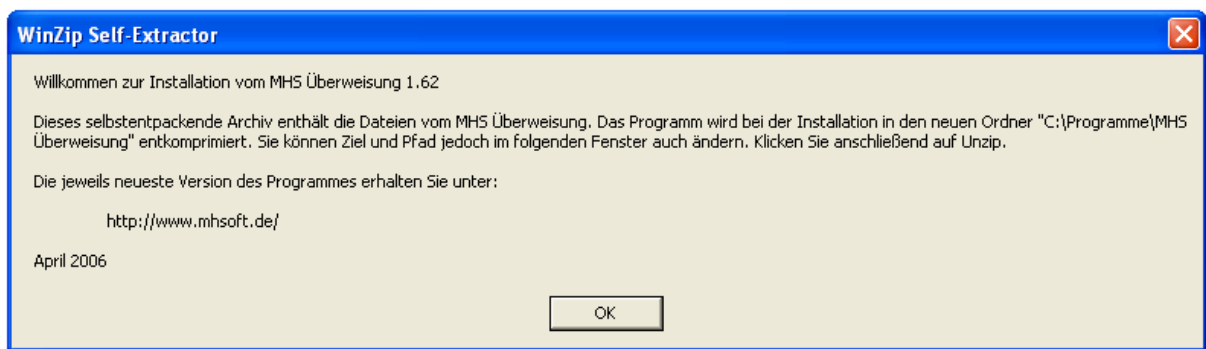 WinZip Self-Extractor
Willkommen zur Installation vom MHS Überweisung 1.62
Dieses selbstentpackende Archiv enthält die Dateien vom MHS Überweisung. Das Programm wird bei der Installation in den neuen Ordner "C:\Programme\MHS
Überweisung" entkomprimiert. Sie können Ziel und Pfad jedoch im folgenden Fenster auch ändern. Klicken Sie anschließend auf Unzip.
Die jeweils neueste Version des Programmes erhalten Sie unter:
http://www.mhsoft.de/
April 2006
OK